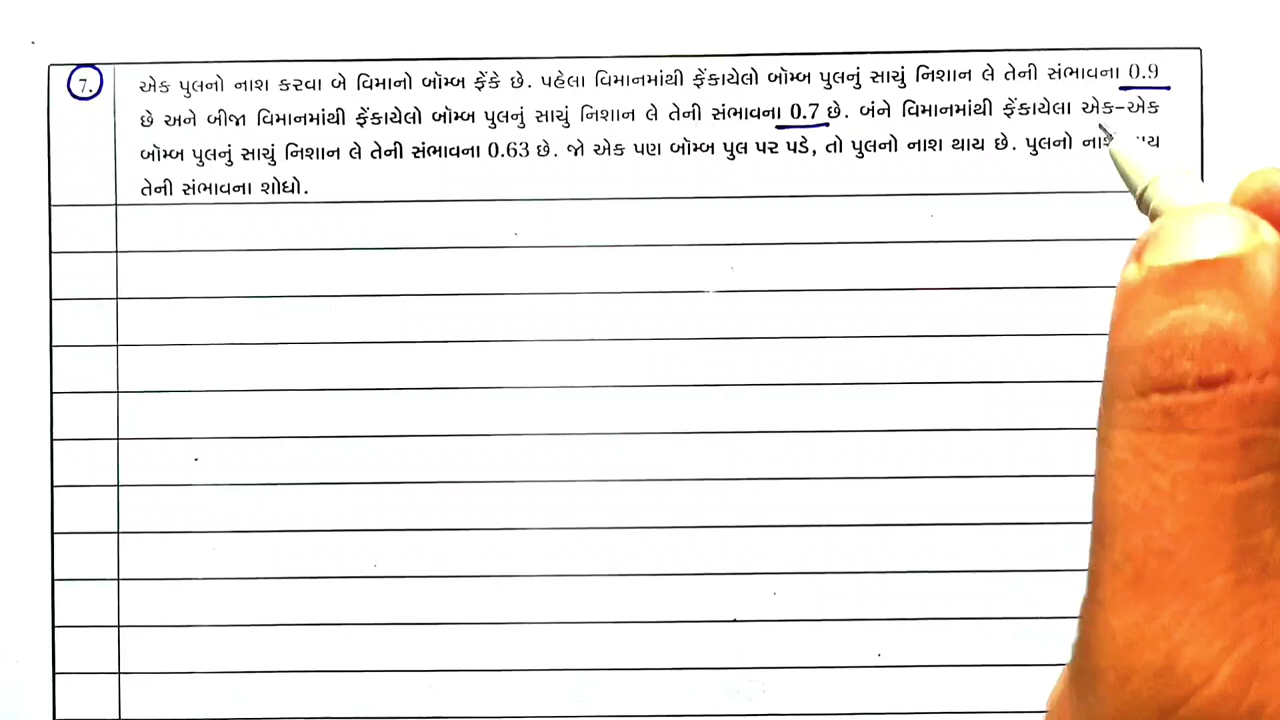 7. એક પુલનો નાશ કરવા બે વિમાનો બૉમ્બ ફેંકે છે. પહેલા વિમાનમાંથી ફેંકાયેલો બૉમ્બ પુલનું સાચું નિશાન લે તેની સંભાવના 0.9
છે અને બીજા વિમાનમાંથી ફેંકાયેલો બૉમ્બ પુલનું સાચું નિશાન લે તેની સંભાવના 0.7 છે. બંને વિમાનમાંથી ફેંકાયેલા એક-એક
બૉમ્બ પુલનું સાચું નિશાન લે તેની સંભાવના 0.63 છે. જો એક પણ બૉમ્બ પુલ પર પડે, તો પુલનો નાશ થાય છે. પુલનો નાશ
તેની સંભાવના શોધો.